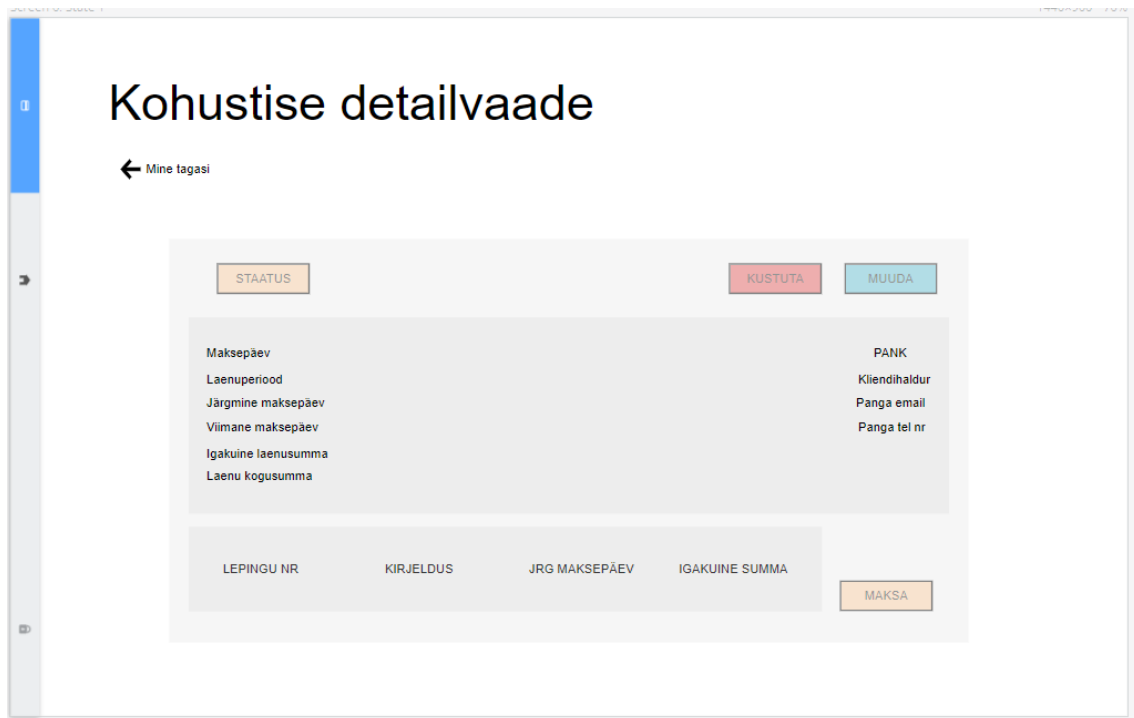 Kohustise detailvaade
Mine tagasi
STAATUS
KUSTUTA
MUUDA
Maksepäev
Laenuperiood
Järgmine maksepäev
Viimane maksepäev
Igakuine laenusumma
Laenu kogusumma
PANK
Kliendihaldur
Panga email
Panga tel nr
LEPINGU NR
KIRJELDUS
JRG MAKSEPÄEV
IGAKUINE SUMMA
MAKSA